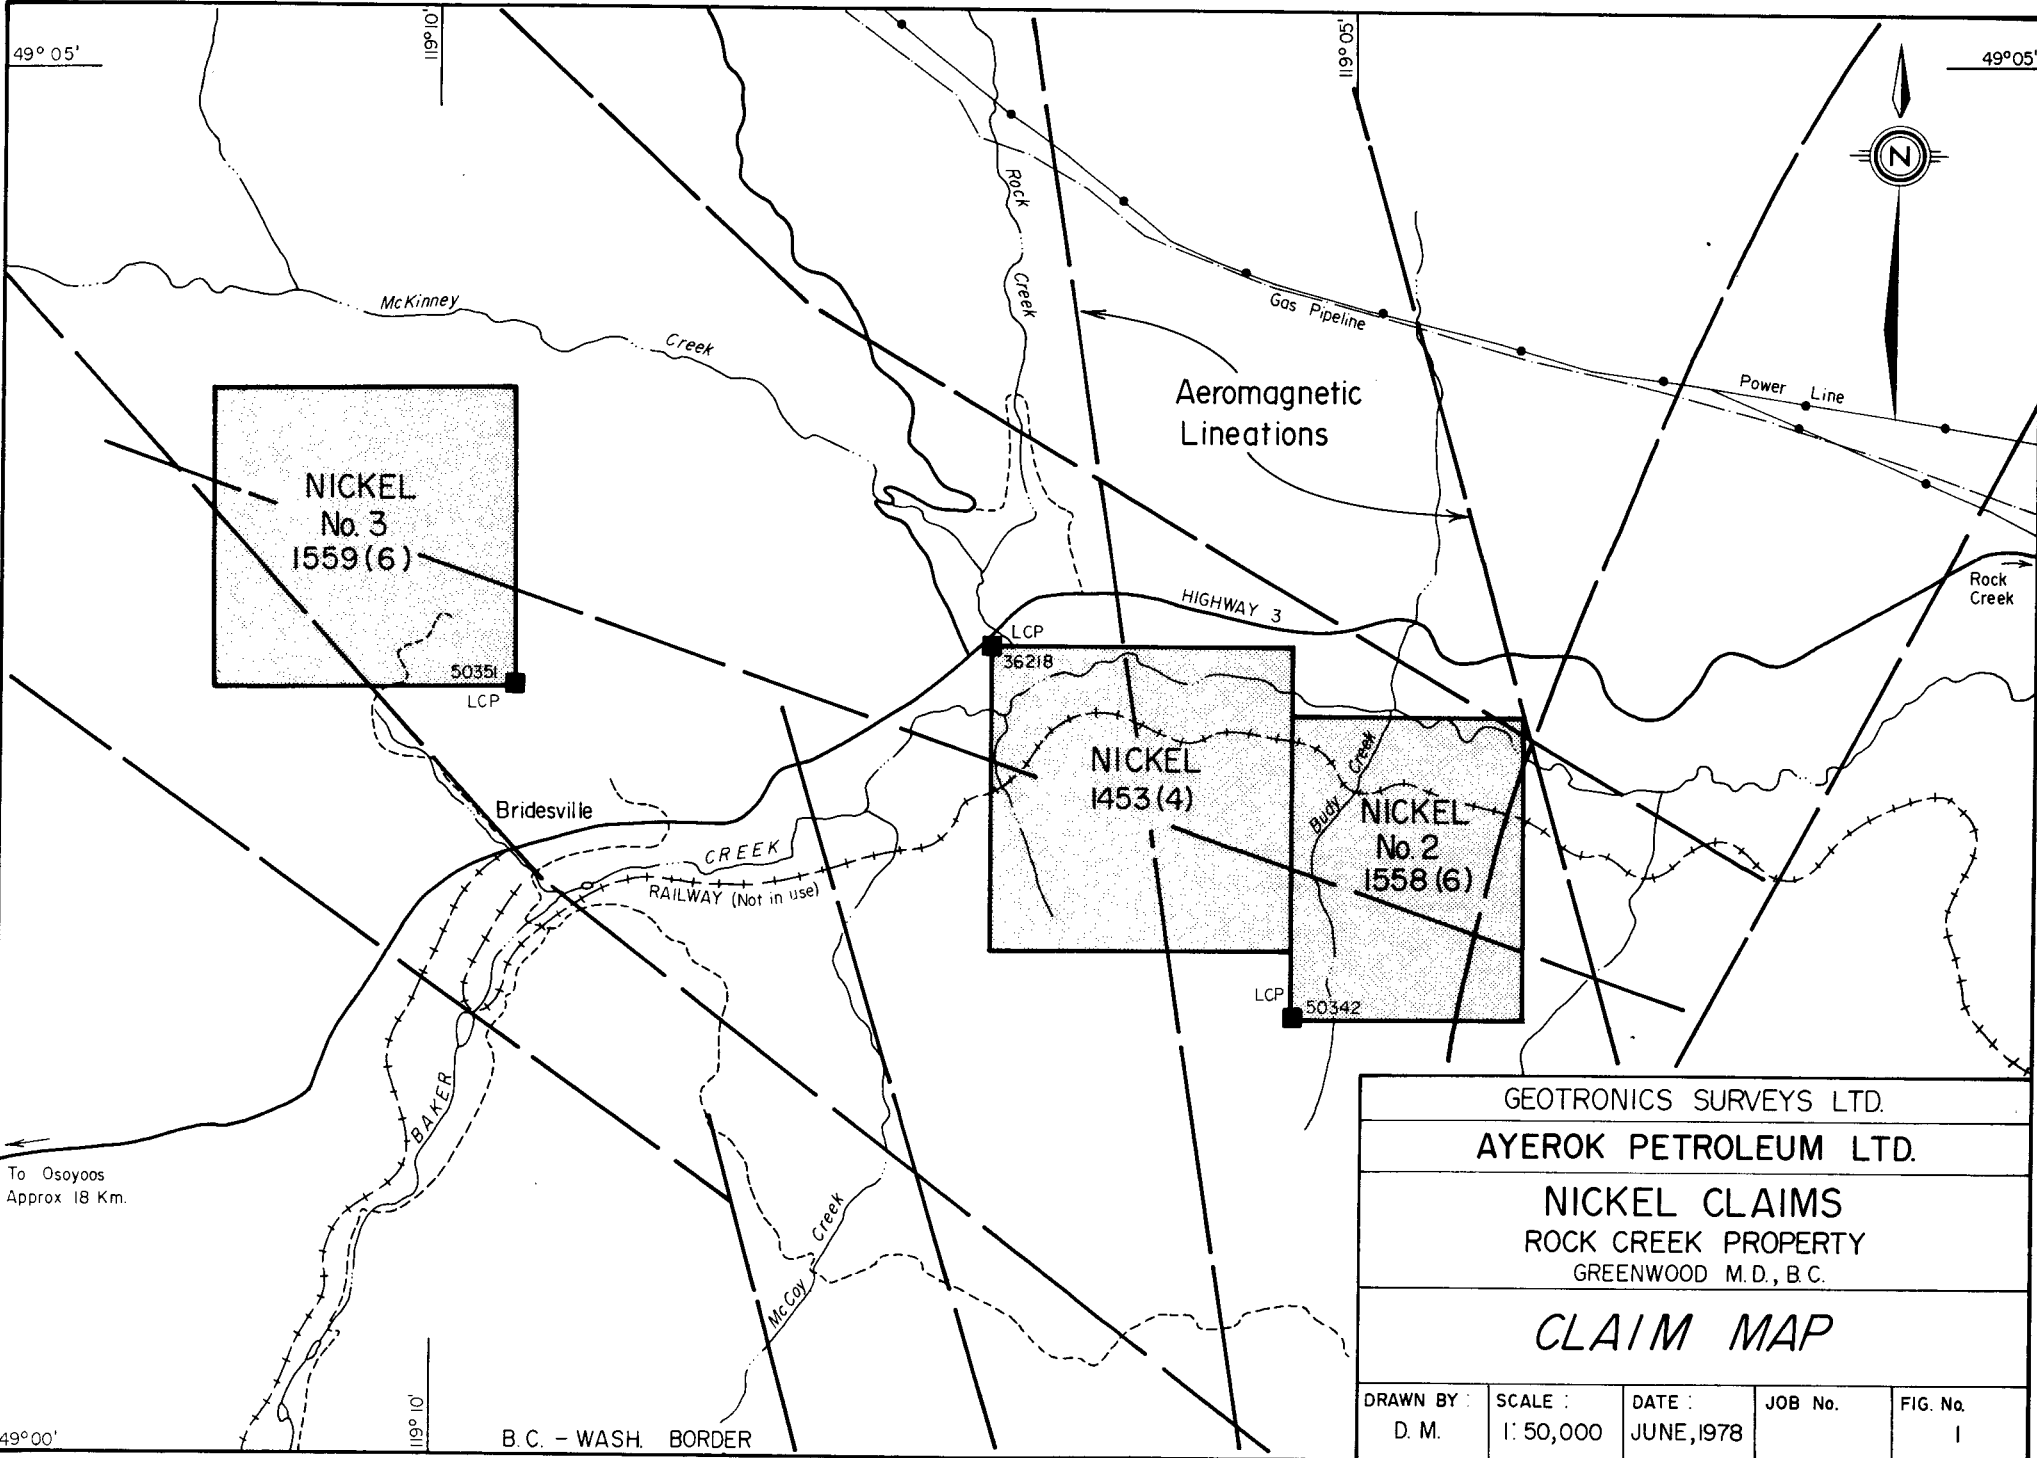 49° 05'
119°10'
119° 05'
49°05'
N
Rock
Creek
McKinney
Creek
Gas Pipeline
Power Line
Aeromagnetic
Lineations
NICKEL
No. 3
1559(6)
50351
LCP
HIGHWAY 3
Rock
Creek
LCP
36218
NICKEL
1453(4)
Budy Creek
NICKEL
No. 2
1558(6)
LCP
50342
Bridesville
CREEK
RAILWAY (Not in use)
BAKER
To Osoyoos
Approx 18 Km.
McCoy Creek
49°00'
119° 10'
B.C. – WASH. BORDER
GEOTRONICS SURVEYS LTD.
AYEROK PETROLEUM LTD.
NICKEL CLAIMS
ROCK CREEK PROPERTY
GREENWOOD M.D., B.C.
CLAIM MAP
DRAWN BY : SCALE : DATE : JOB No. FIG. No.
D. M. 1: 50,000 JUNE,1978 1